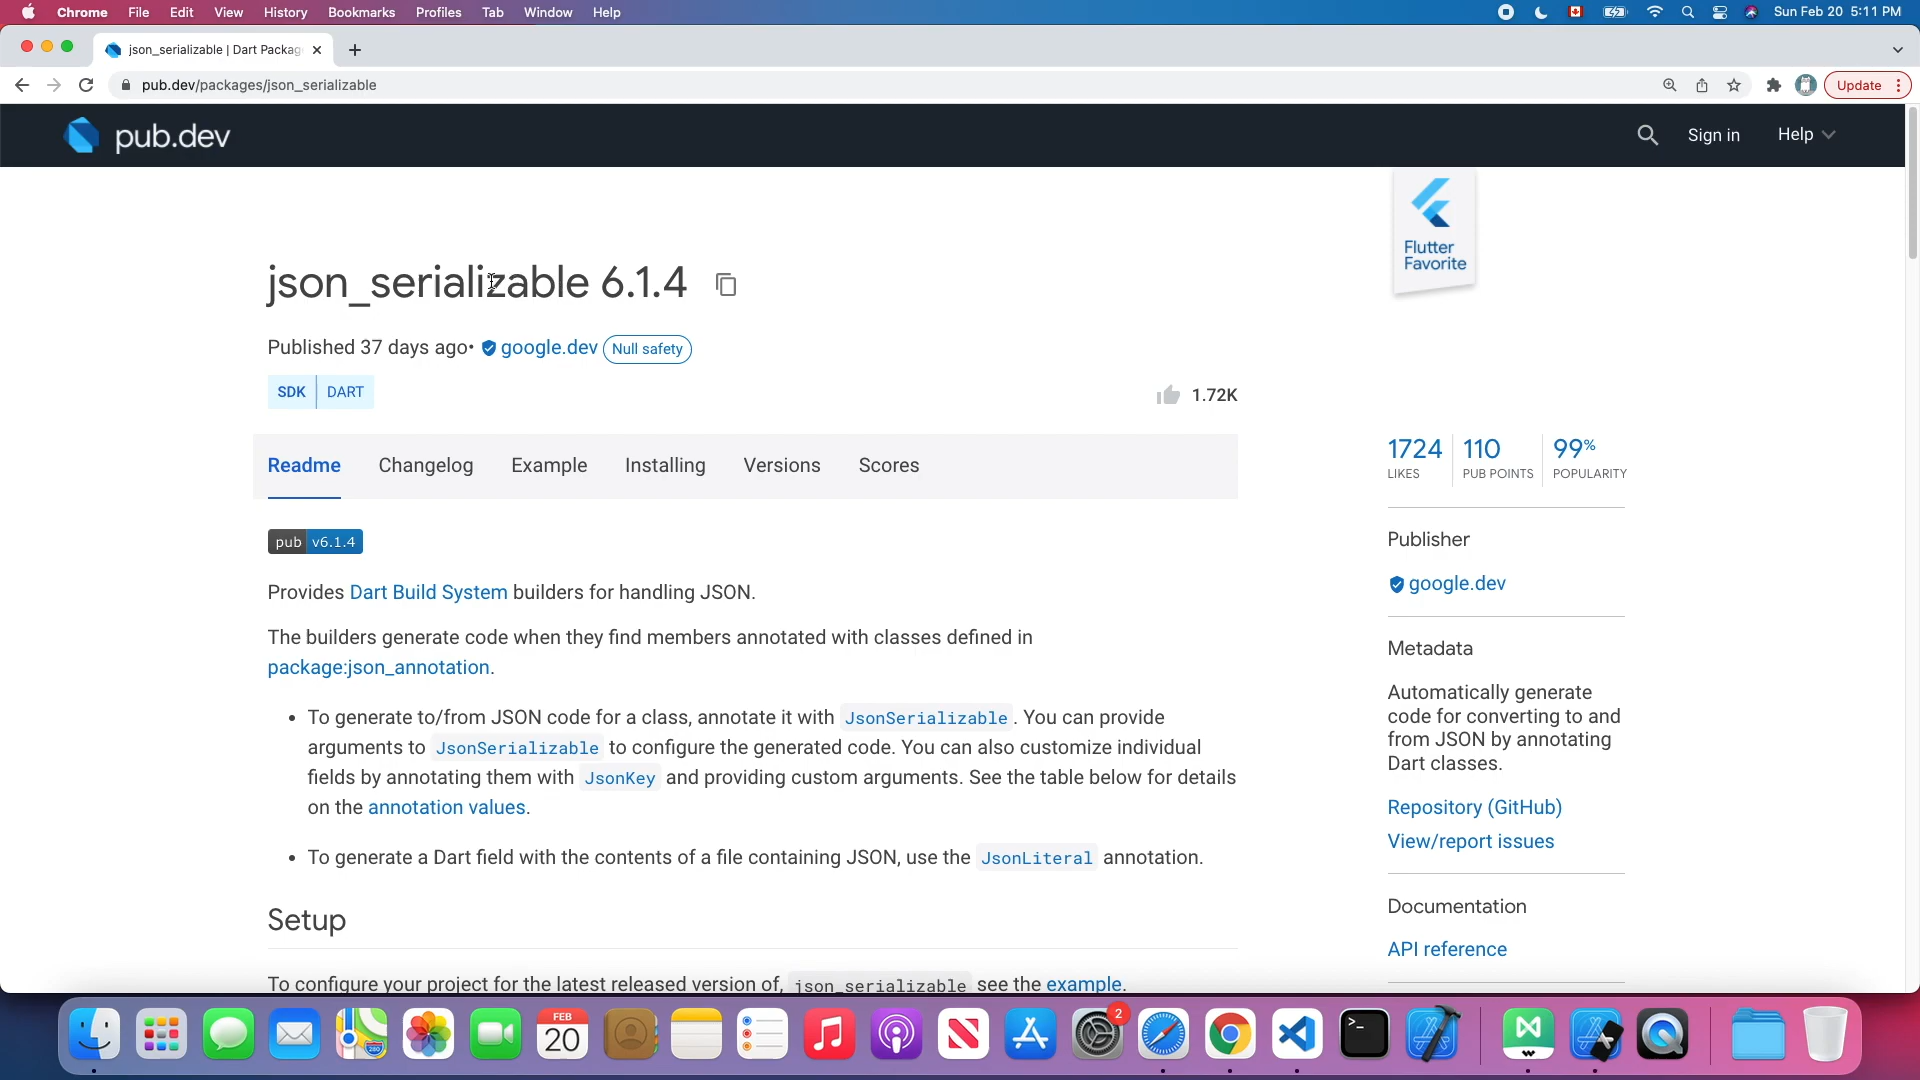 Chrome File Edit View History Bookmarks Profiles Tab Window Help Sun Feb 20 5:11 PM
json_serializable | Dart Packag
pub.dev/packages/json_serializable Update
pub.dev Sign in Help
Flutter
Favorite
json_serializable 6.1.4
Published 37 days ago• google.dev Null safety
SDK DART
1.72K
Readme Changelog Example Installing Versions Scores
pub v6.1.4
Provides Dart Build System builders for handling JSON.
The builders generate code when they find members annotated with classes defined in
package:json_annotation.
• To generate to/from JSON code for a class, annotate it with JsonSerializable. You can provide
arguments to JsonSerializable to configure the generated code. You can also customize individual
fields by annotating them with JsonKey and providing custom arguments. See the table below for details
on the annotation values.
• To generate a Dart field with the contents of a file containing JSON, use the JsonLiteral annotation.
Setup
To configure your project for the latest released version of, json_serializable see the example.
1724 110 99%
LIKES PUB POINTS POPULARITY
Publisher
google.dev
Metadata
Automatically generate
code for converting to and
from JSON by annotating
Dart classes.
Repository (GitHub)
View/report issues
Documentation
API reference
FEB
20
280
2
>_